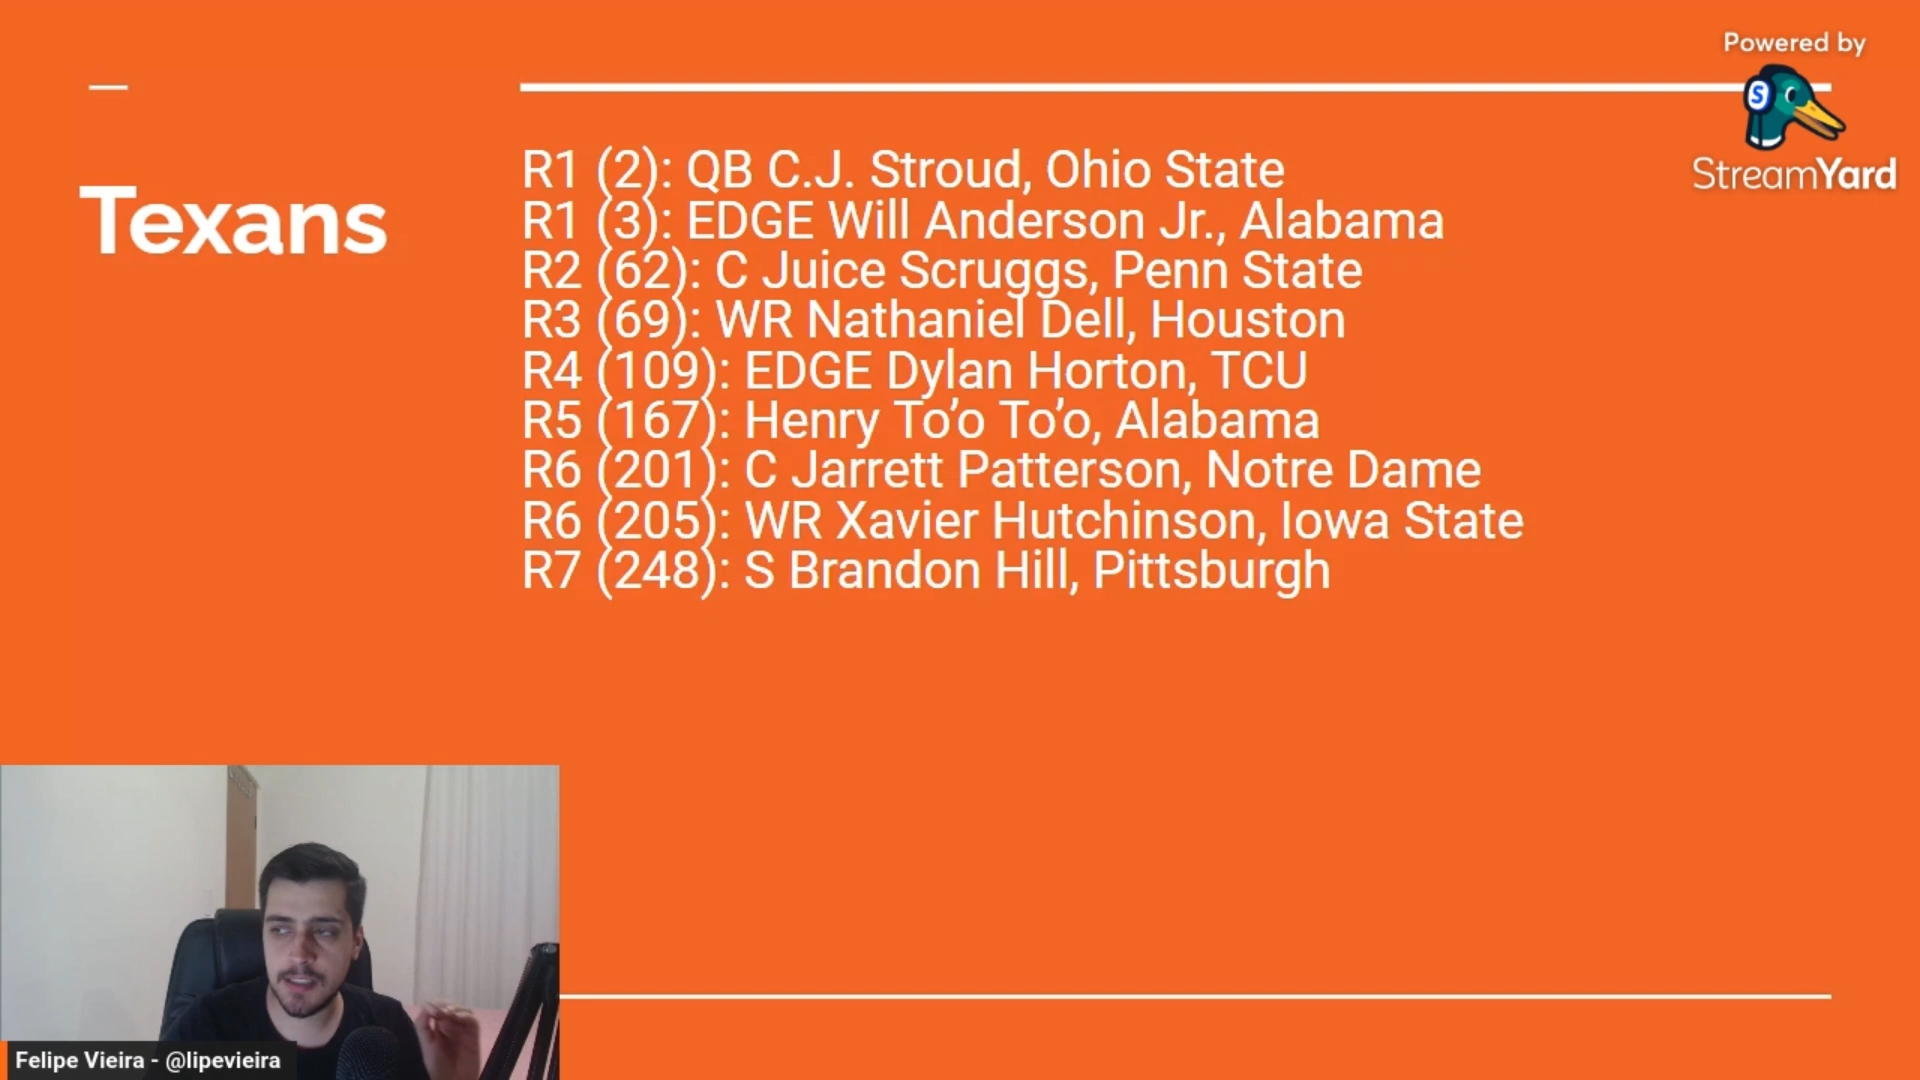 Powered by
StreamYard
Texans
R1 (2): QB C.J. Stroud, Ohio State
R1 (3): EDGE Will Anderson Jr., Alabama
R2 (62): C Juice Scruggs, Penn State
R3 (69): WR Nathaniel Dell, Houston
R4 (109): EDGE Dylan Horton, TCU
R5 (167): Henry To’o To’o, Alabama
R6 (201): C Jarrett Patterson, Notre Dame
R6 (205): WR Xavier Hutchinson, Iowa State
R7 (248): S Brandon Hill, Pittsburgh
Felipe Vieira - @lipevieira